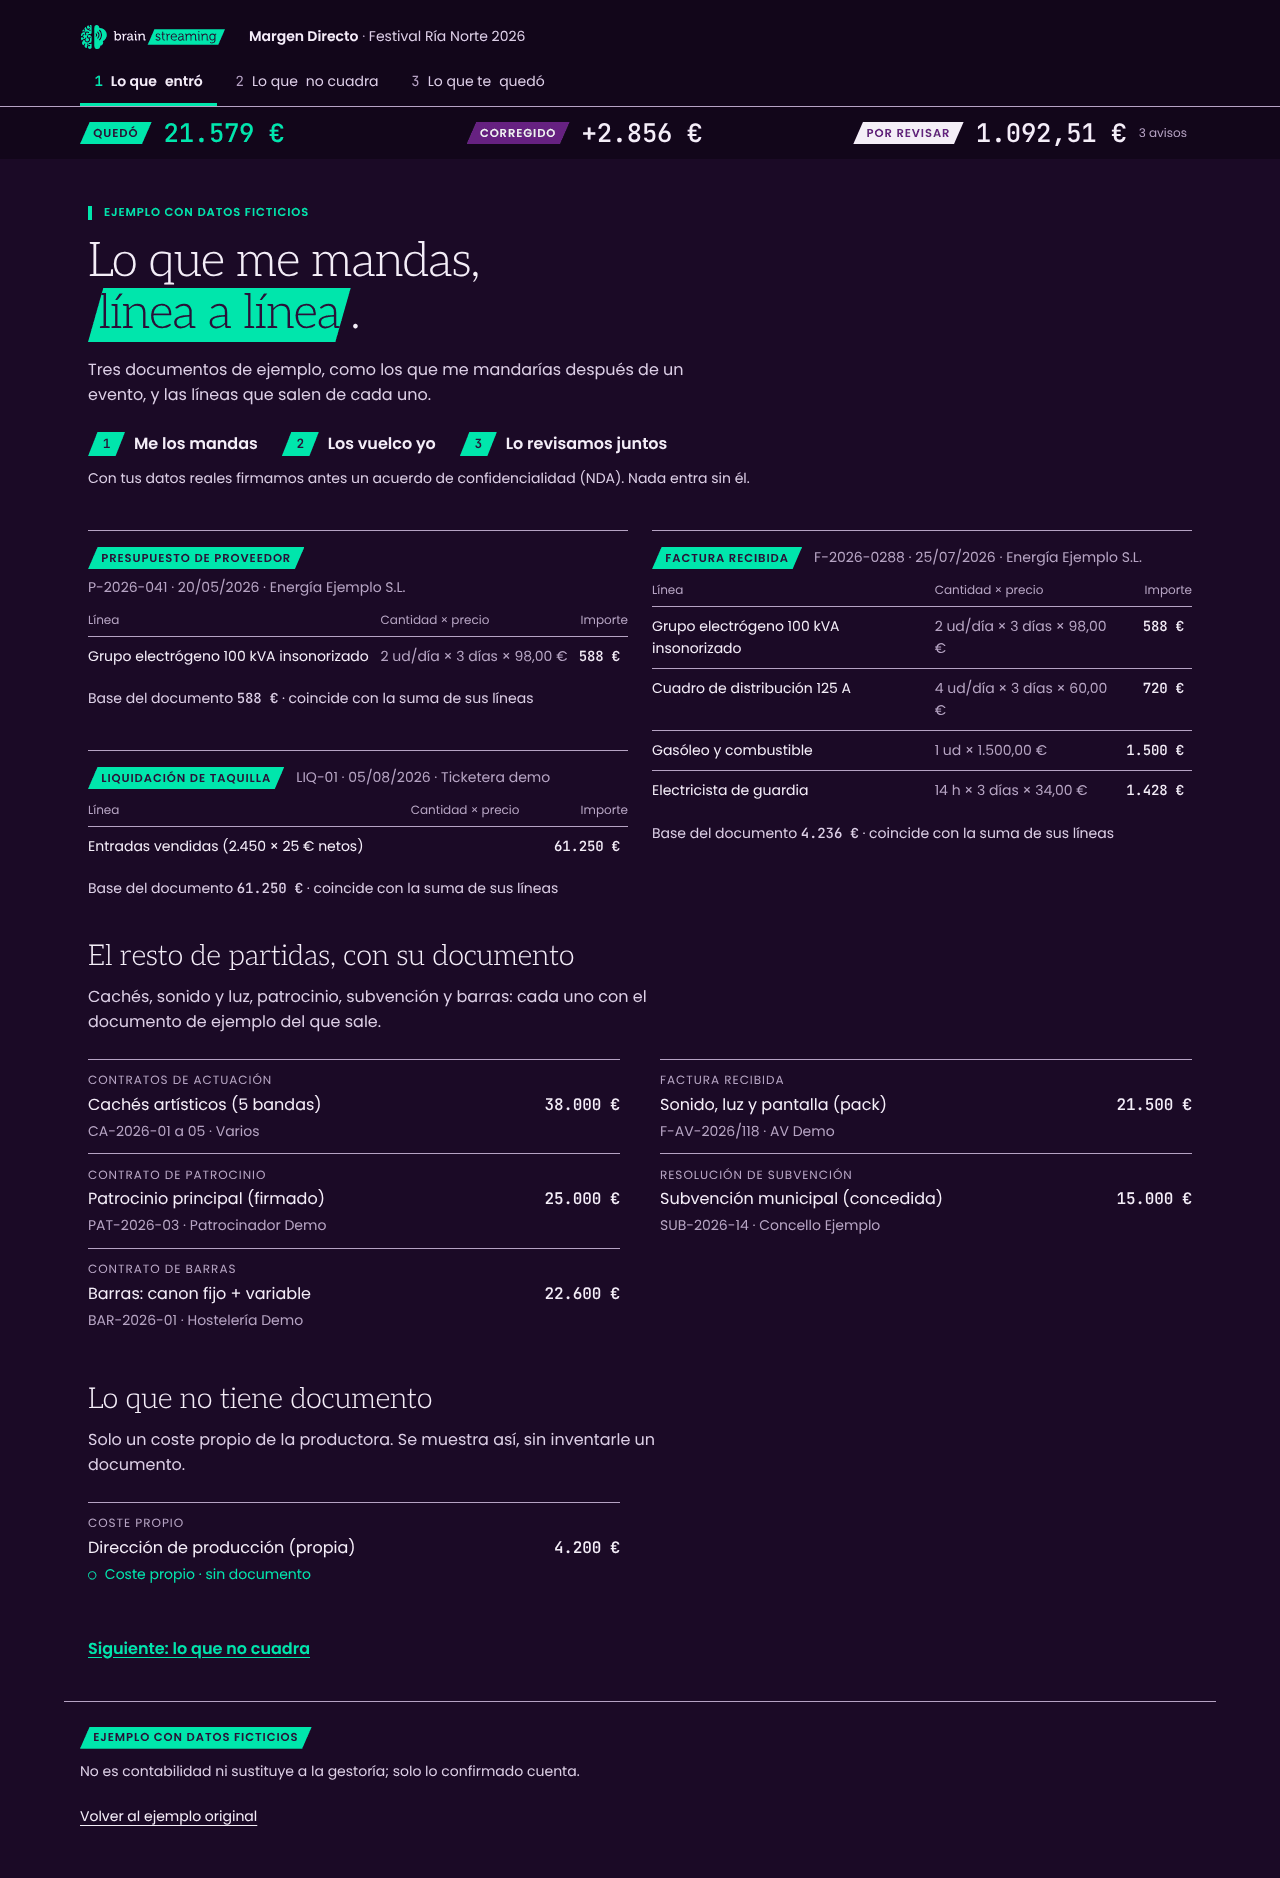 brain streaming
Margen Directo · Festival Ría Norte 2026
1 Lo que entró
2 Lo que no cuadra
3 Lo que te quedó
QUEDÓ 21.579 €
CORREGIDO +2.856 €
POR REVISAR 1.092,51 € 3 avisos
EJEMPLO CON DATOS FICTICIOS
Lo que me mandas,
línea a línea.
Tres documentos de ejemplo, como los que me mandarías después de un
evento, y las líneas que salen de cada uno.
1 Me los mandas
2 Los vuelco yo
3 Lo revisamos juntos
Con tus datos reales firmamos antes un acuerdo de confidencialidad (NDA). Nada entra sin él.
PRESUPUESTO DE PROVEEDOR
P-2026-041 · 20/05/2026 · Energía Ejemplo S.L.
Línea Cantidad × precio Importe
Grupo electrógeno 100 kVA insonorizado 2 ud/día × 3 días × 98,00 € 588 €
Base del documento 588 € · coincide con la suma de sus líneas
FACTURA RECIBIDA F-2026-0288 · 25/07/2026 · Energía Ejemplo S.L.
Línea Cantidad × precio Importe
Grupo electrógeno 100 kVA 2 ud/día × 3 días × 98,00 588 €
insonorizado €
Cuadro de distribución 125 A 4 ud/día × 3 días × 60,00 720 €
€
Gasóleo y combustible 1 ud × 1.500,00 € 1.500 €
Electricista de guardia 14 h × 3 días × 34,00 € 1.428 €
Base del documento 4.236 € · coincide con la suma de sus líneas
LIQUIDACIÓN DE TAQUILLA LIQ-01 · 05/08/2026 · Ticketera demo
Línea Cantidad × precio Importe
Entradas vendidas (2.450 × 25 € netos) 61.250 €
Base del documento 61.250 € · coincide con la suma de sus líneas
El resto de partidas, con su documento
Cachés, sonido y luz, patrocinio, subvención y barras: cada uno con el
documento de ejemplo del que sale.
CONTRATOS DE ACTUACIÓN
Cachés artísticos (5 bandas) 38.000 €
CA-2026-01 a 05 · Varios
FACTURA RECIBIDA
Sonido, luz y pantalla (pack) 21.500 €
F-AV-2026/118 · AV Demo
CONTRATO DE PATROCINIO
Patrocinio principal (firmado) 25.000 €
PAT-2026-03 · Patrocinador Demo
RESOLUCIÓN DE SUBVENCIÓN
Subvención municipal (concedida) 15.000 €
SUB-2026-14 · Concello Ejemplo
CONTRATO DE BARRAS
Barras: canon fijo + variable 22.600 €
BAR-2026-01 · Hostelería Demo
Lo que no tiene documento
Solo un coste propio de la productora. Se muestra así, sin inventarle un
documento.
COSTE PROPIO
Dirección de producción (propia) 4.200 €
○ Coste propio · sin documento
Siguiente: lo que no cuadra
EJEMPLO CON DATOS FICTICIOS
No es contabilidad ni sustituye a la gestoría; solo lo confirmado cuenta.
Volver al ejemplo original